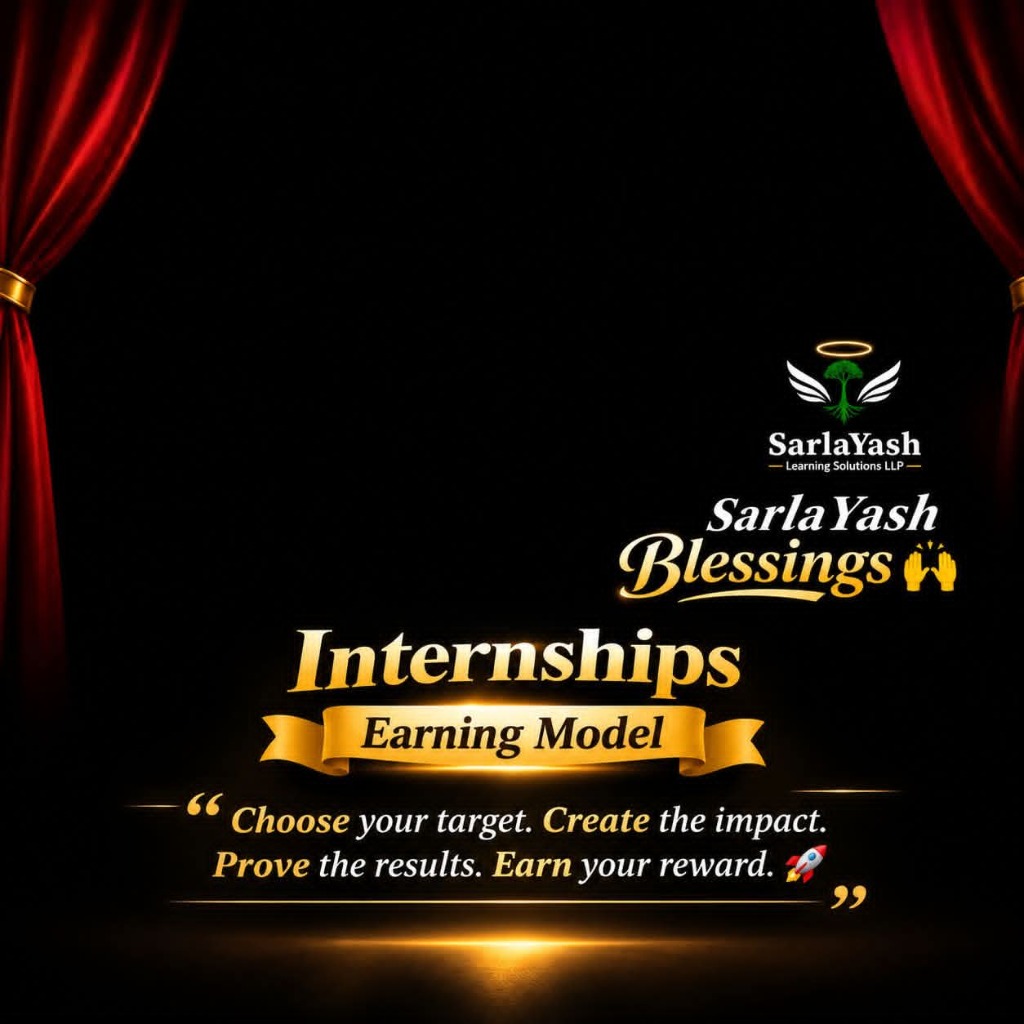 SarlaYash
Learning Solutions LLP
SarlaYash
Blessings 🙌
Internships
Earning Model
“ Choose your target. Create the impact.
Prove the results. Earn your reward. 🚀 ”